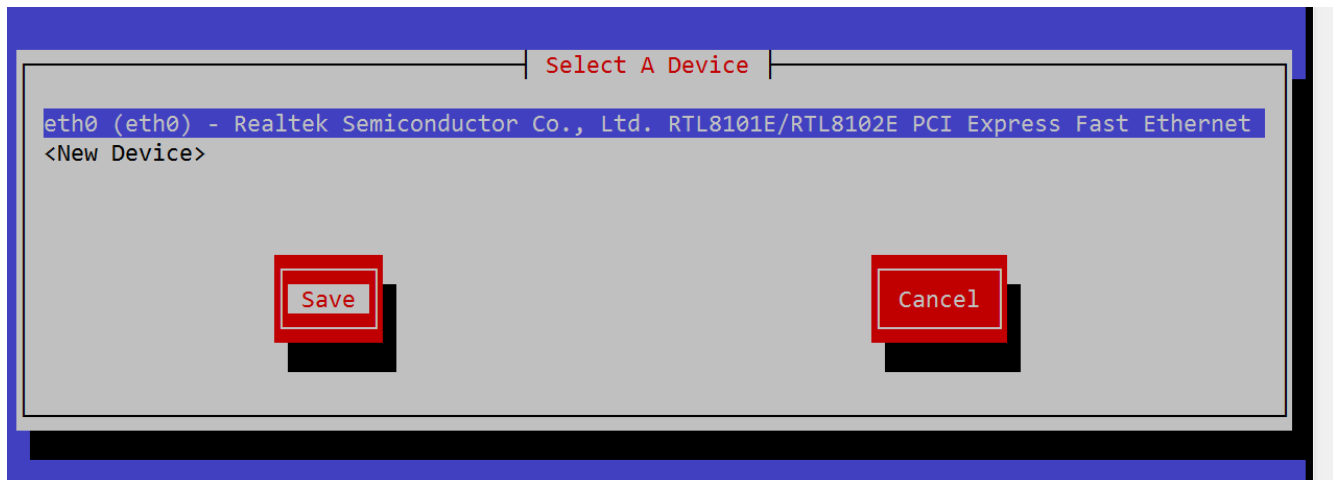 Select A Device
eth0 (eth0) - Realtek Semiconductor Co., Ltd. RTL8101E/RTL8102E PCI Express Fast Ethernet
<New Device>
Save Cancel